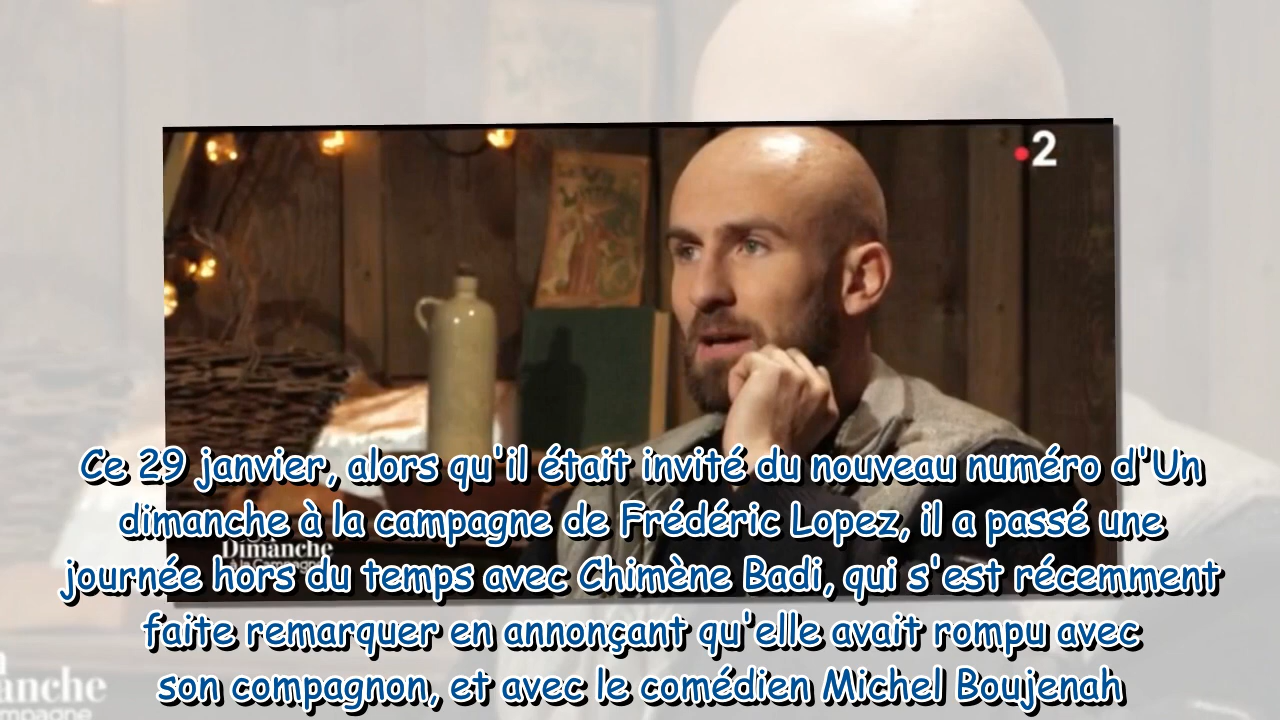 2
Ce 29 janvier, alors qu'il était invité du nouveau numéro d'Un
dimanche à la campagne de Frédéric Lopez, il a passé une
journée hors du temps avec Chimène Badi, qui s'est récemment
faite remarquer en annonçant qu'elle avait rompu avec
son compagnon, et avec le comédien Michel Boujenah
Dimanche
à la Campagne